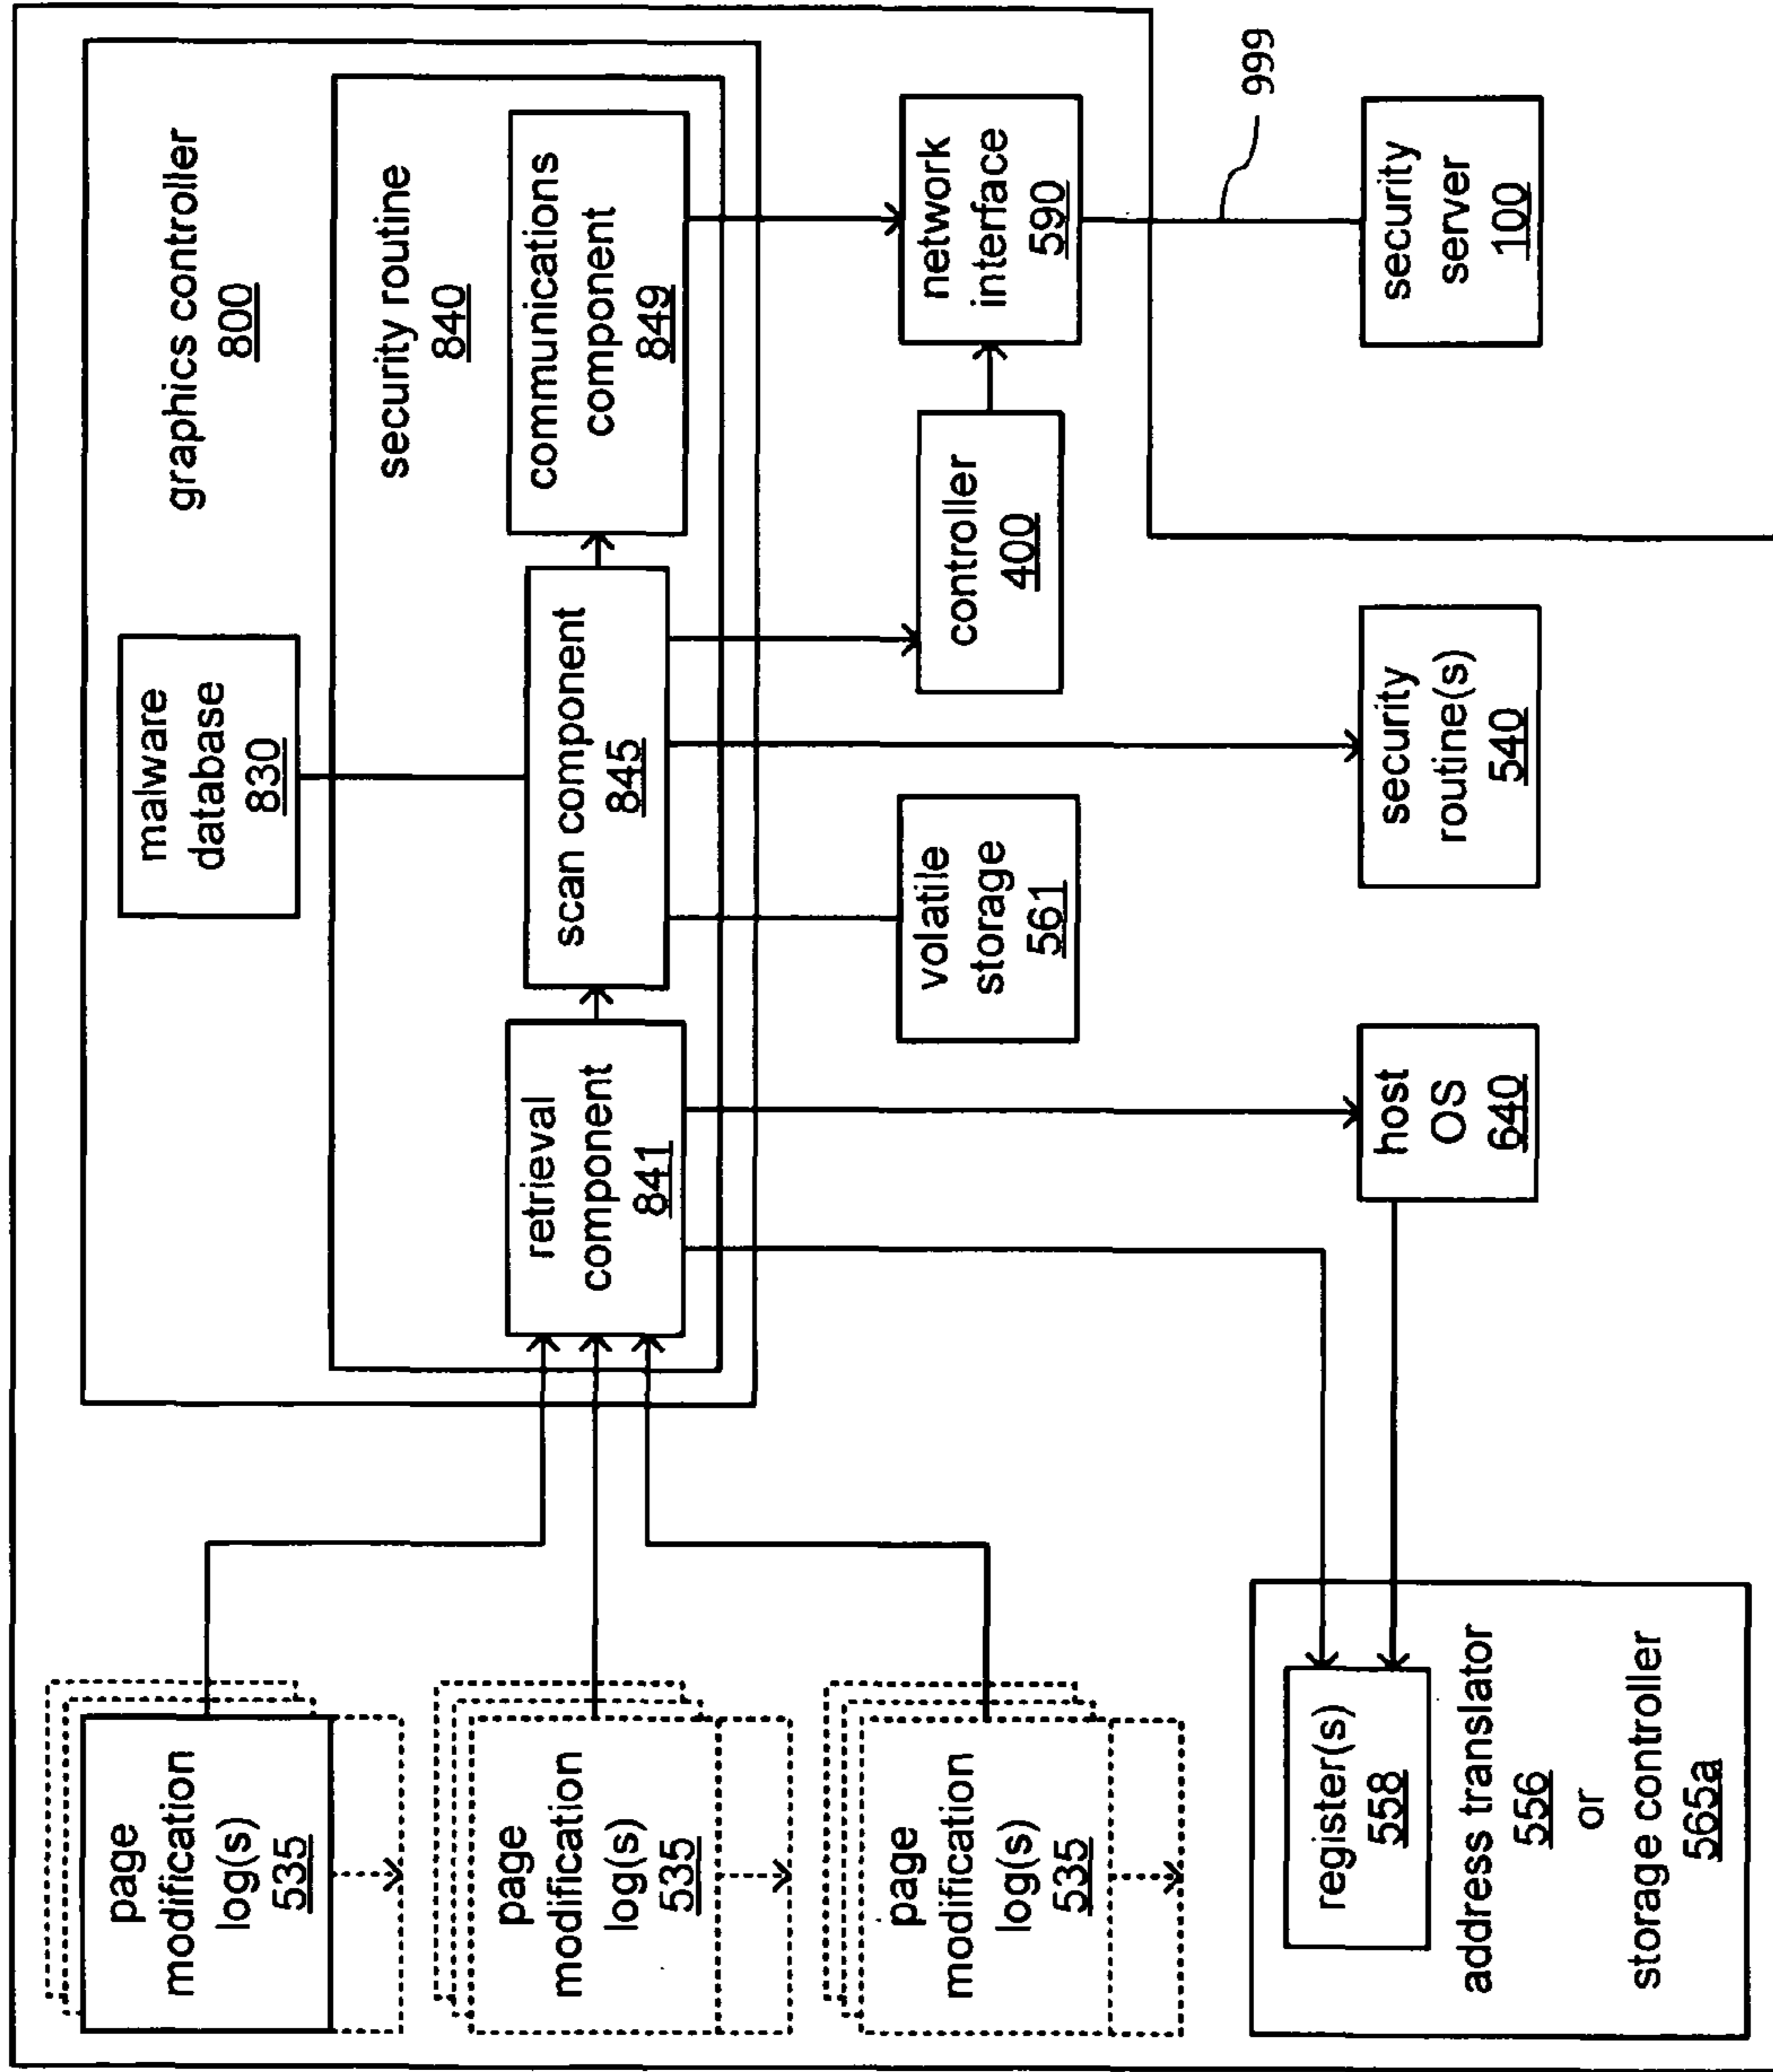 graphics controller
800
malware
database
830
security routine
840
retrieval
component
841
scan component
845
communications
component
849
page
modification
log(s)
535
page
modification
log(s)
535
page
modification
log(s)
535
volatile
storage
561
controller
400
network
interface
590
999
register(s)
558
address translator
556
or
storage controller
565a
host
OS
640
security
routine(s)
540
security
server
100